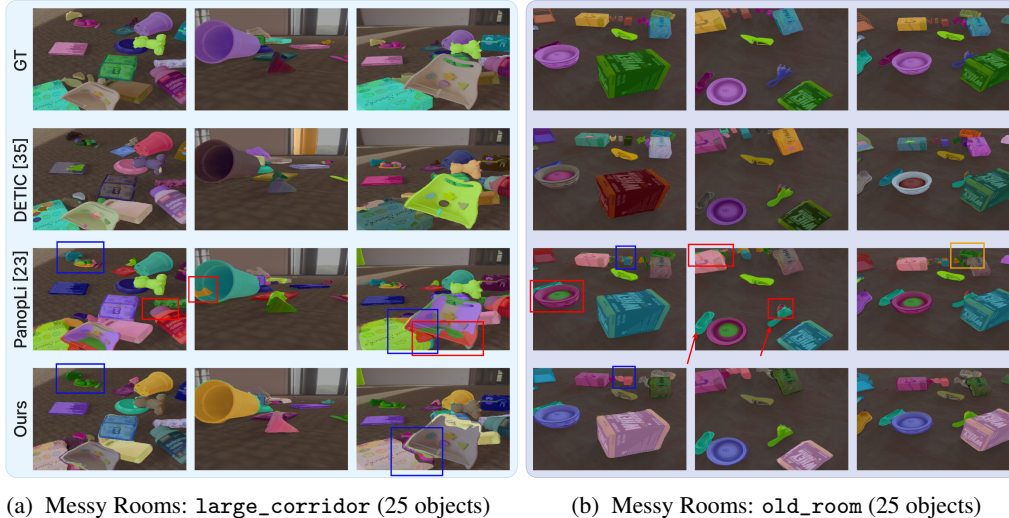 GT
DETIC [35]
PanopLi [23]
Ours
(a) Messy Rooms: large_corridor (25 objects)
(b) Messy Rooms: old_room (25 objects)